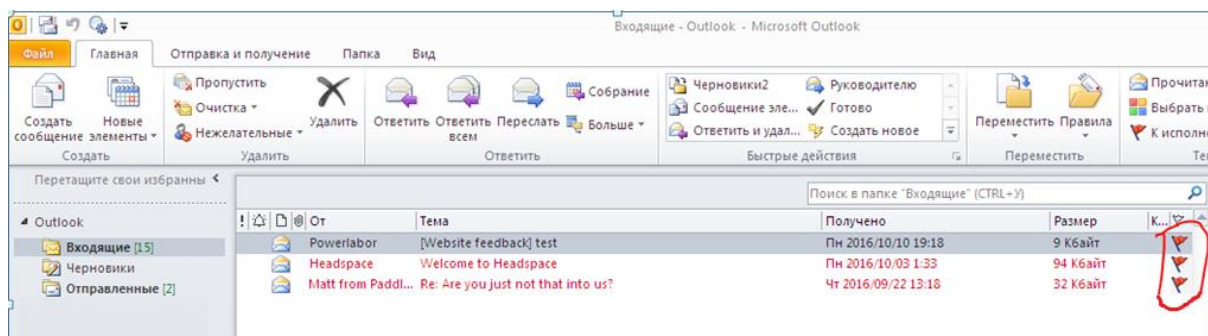 Входящие - Outlook - Microsoft Outlook
Файл Главная Отправка и получение Папка Вид
Создать сообщение
Новые элементы
Создать
Пропустить
Очистка
Нежелательные
Удалить
Удалить
Ответить
Ответить всем
Переслать
Собрание
Больше
Ответить
Черновики2
Сообщение эле...
Ответить и удал...
Руководителю
Готово
Создать новое
Быстрые действия
Переместить
Правила
Переместить
Прочитан
Выбрать
К исполн
Те
Перетащите свои избранны
Поиск в папке "Входящие" (CTRL+У)
Outlook
Входящие [15]
Черновики
Отправленные [2]
! От Тема Получено Размер К...
Powerlabor [Website feedback] test Пн 2016/10/10 19:18 9 Кбайт
Headspace Welcome to Headspace Пн 2016/10/03 1:33 94 Кбайт
Matt from Paddl... Re: Are you just not that into us? Чт 2016/09/22 13:18 32 Кбайт